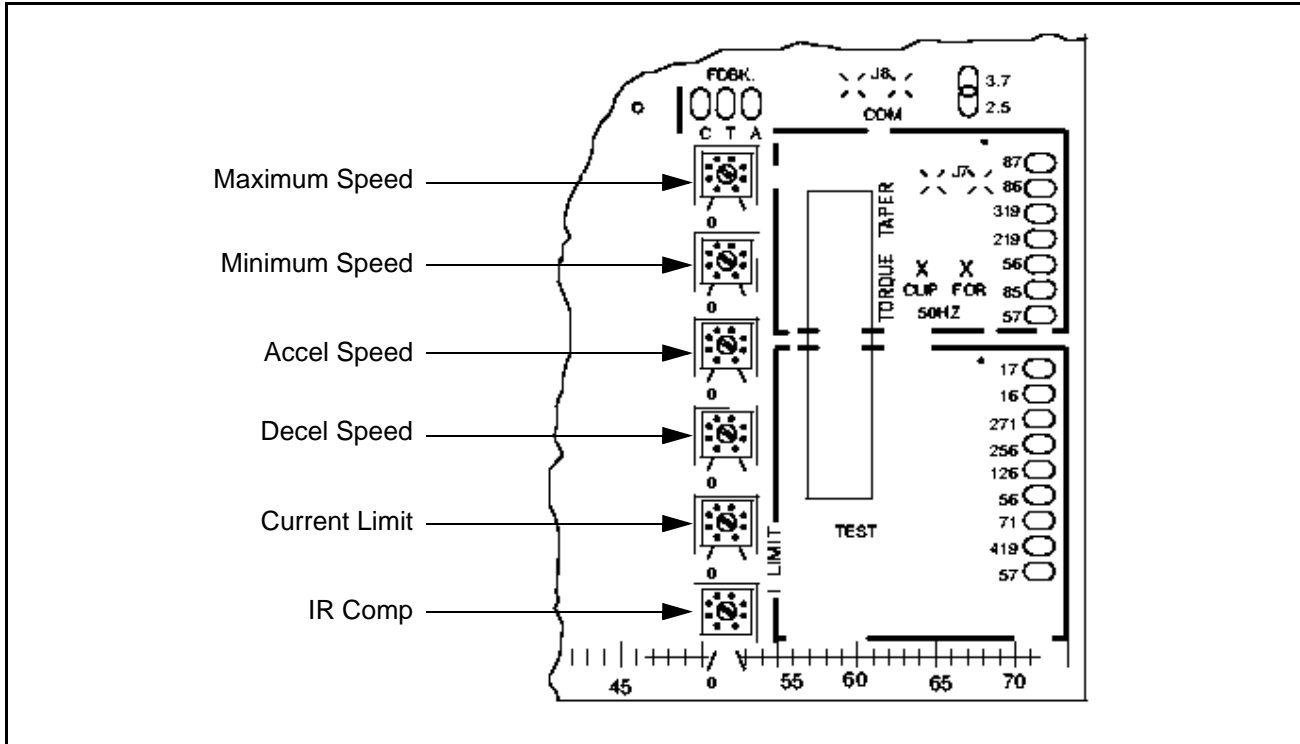 FDBK.
C T A
J8
COM
3.7
2.5
Maximum Speed
0
Minimum Speed
0
Accel Speed
0
Decel Speed
0
Current Limit
0
IR Comp
0
TORQUE TAPER
J7
X X
CLIP FOR
50HZ
87
86
319
219
56
85
57
17
16
271
256
126
56
71
419
57
I LIMIT
TEST
45
55
60
65
70